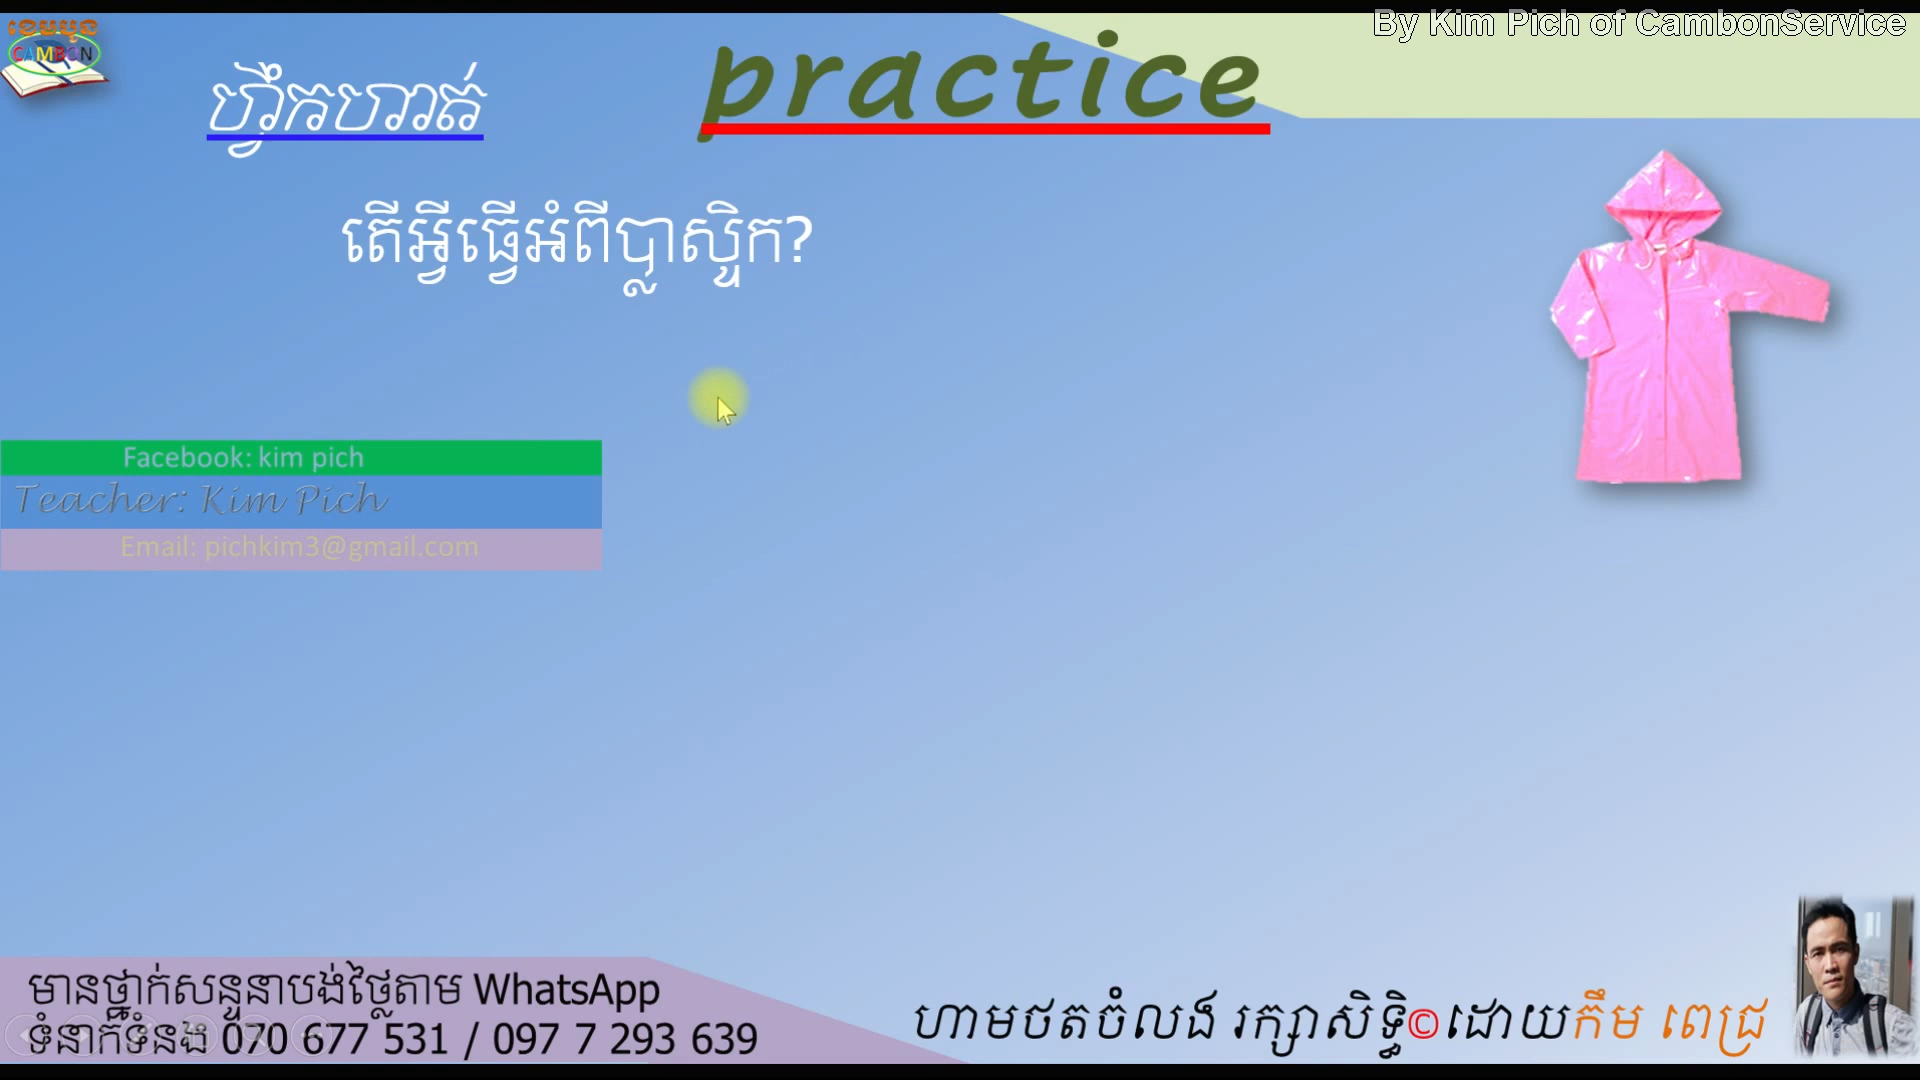 By Kim Pich of CambonService
ខេមបូន
CAMBON
ហ្វឹកហាត់
practice
តើអ្វីធ្វើអំពីប្លាស្ទិក?
Facebook: kim pich
Teacher: Kim Pich
Email: pichkim3@gmail.com
មានថ្នាក់សន្ទនាបង់ថ្លៃតាម WhatsApp
ទំនាក់ទំនង 070 677 531 / 097 7 293 639
ហាមថតចំលង រក្សាសិទ្ធិ©ដោយកឹម ពេជ្រ